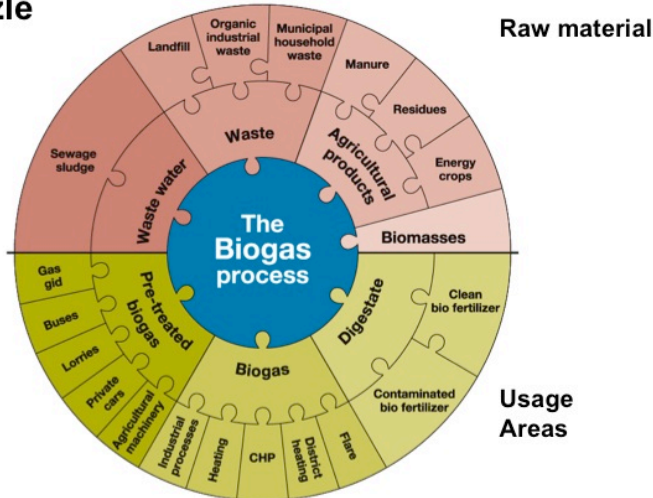 zle
Raw material
Usage
Areas
The
Biogas
process
Waste water
Sewage
sludge
Waste
Landfill
Organic
industrial
waste
Municipal
household
waste
Agricultural
products
Manure
Residues
Energy
crops
Biomasses
Digestate
Clean
bio fertilizer
Contaminated
bio fertilizer
Biogas
Flare
District
heating
CHP
Heating
Industrial
processes
Pre-treated
biogas
Agricultural
machinery
Private
cars
Lorries
Buses
Gas
gid